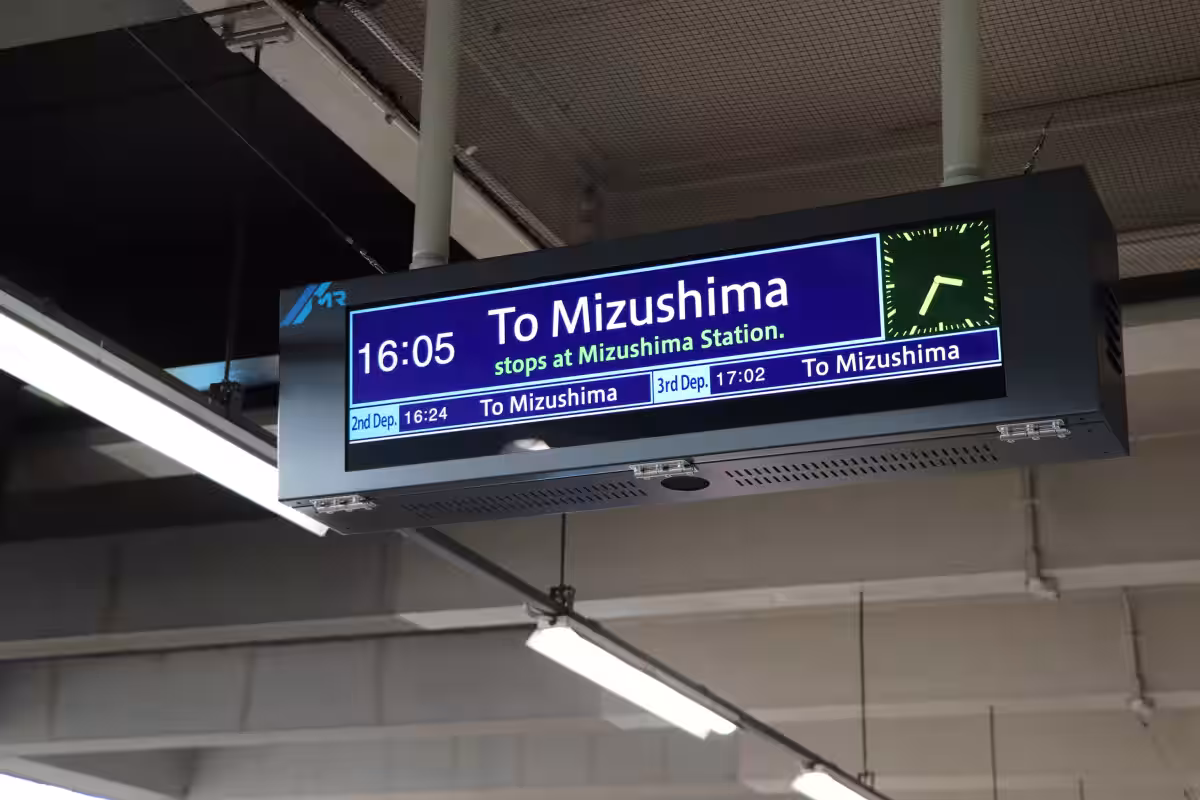 MR
16:05 To Mizushima
stops at Mizushima Station.
2nd Dep. 16:24 To Mizushima 3rd Dep. 17:02 To Mizushima